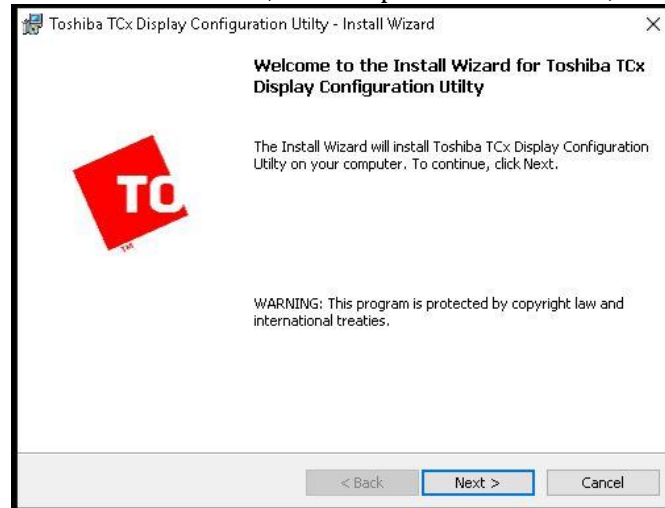 Toshiba TCx Display Configuration Utilty - Install Wizard
Welcome to the Install Wizard for Toshiba TCx
Display Configuration Utilty
The Install Wizard will install Toshiba TCx Display Configuration
Utilty on your computer. To continue, click Next.
TO
TM
WARNING: This program is protected by copyright law and
international treaties.
< Back Next > Cancel